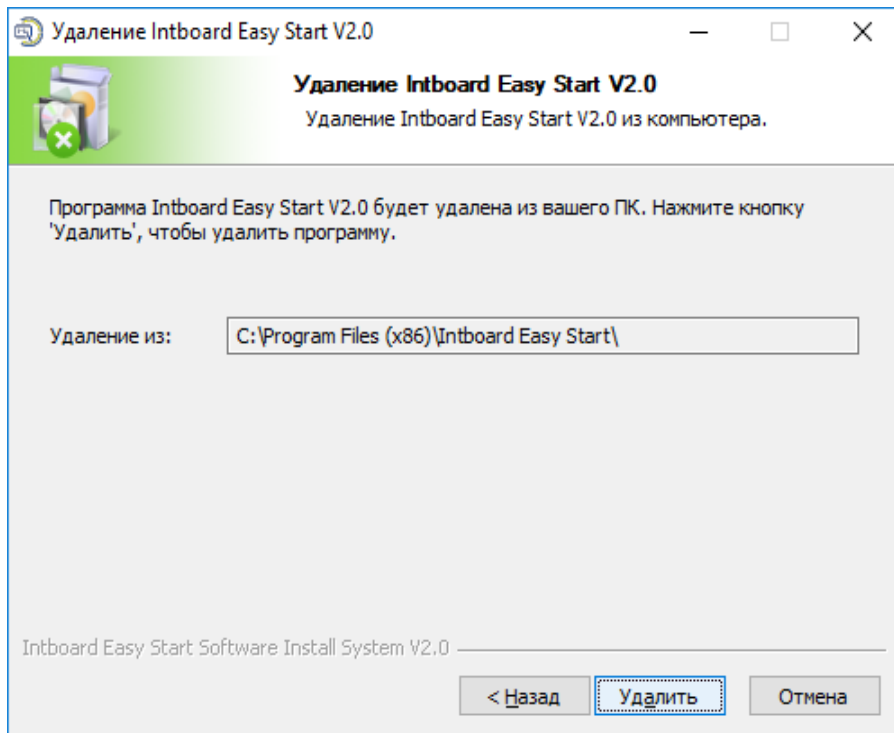 Удаление Intboard Easy Start V2.0
Удаление Intboard Easy Start V2.0
Удаление Intboard Easy Start V2.0 из компьютера.
Программа Intboard Easy Start V2.0 будет удалена из вашего ПК. Нажмите кнопку
'Удалить', чтобы удалить программу.
Удаление из: C:\Program Files (x86)\Intboard Easy Start\
Intboard Easy Start Software Install System V2.0
< Назад Удалить Отмена